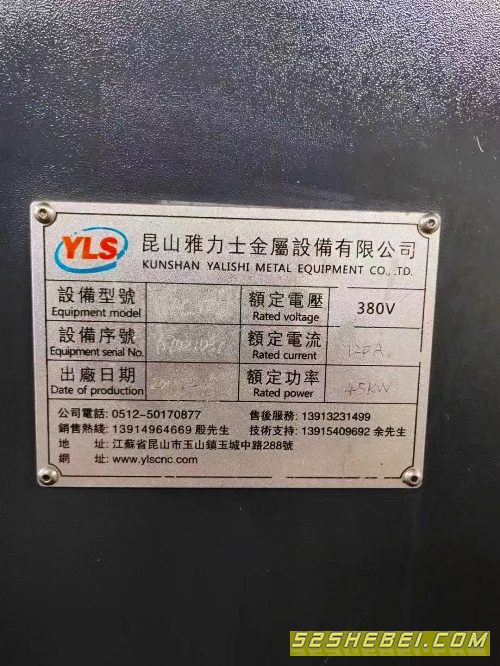 YLS
昆山雅力士金屬設備有限公司
KUNSHAN YALISHI METAL EQUIPMENT CO., .TD.
設備型號
Equipment model
額定電壓
Rated voltage
380V
設備序號
Equipment serial No.
額定電流
Rated current
出廠日期
Date of production
額定功率
Rated power
45KW
公司電話: 0512-50170877
售後服務: 13913231499
銷售熱綫: 13914964669 殷先生
技術支持: 13915409692 余先生
地 址: 江蘇省昆山市玉山鎮玉城中路288號
網 址: www.ylscnc.com
52SHEBEI.COM